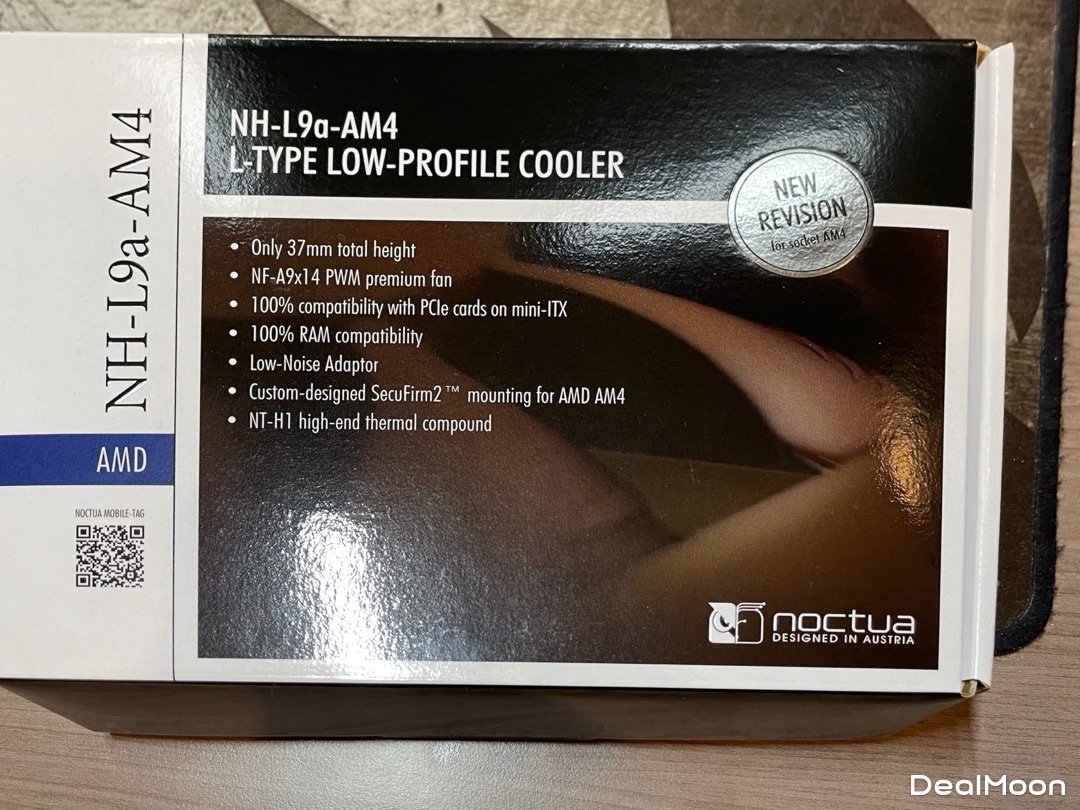 NH-L9a-AM4
AMD
NOCTUA MOBILE-TAG
NH-L9a-AM4
L-TYPE LOW-PROFILE COOLER
NEW
REVISION
for socket AM4
• Only 37mm total height
• NF-A9x14 PWM premium fan
• 100% compatibility with PCIe cards on mini-ITX
• 100% RAM compatibility
• Low-Noise Adaptor
• Custom-designed SecuFirm2™ mounting for AMD AM4
• NT-H1 high-end thermal compound
noctua
DESIGNED IN AUSTRIA
DealMoon